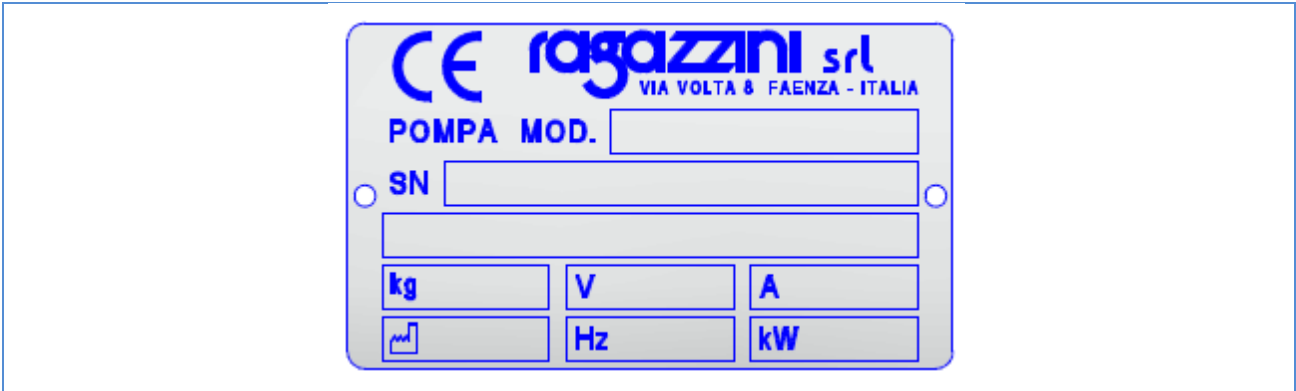 CE ragazzini srl
VIA VOLTA 8 FAENZA - ITALIA
POMPA MOD.
SN
kg V A
Hz kW